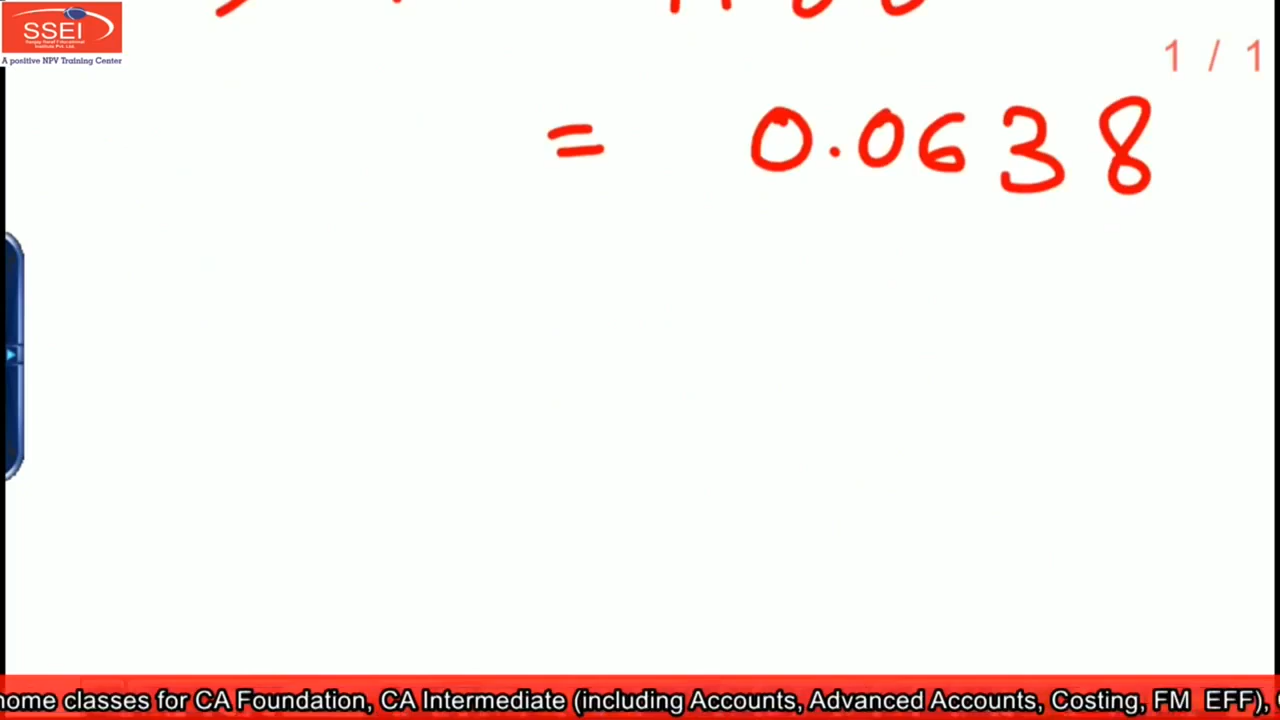 SSEI
A positive NPV Training Center
1 / 1
= 0.0638
home classes for CA Foundation, CA Intermediate (including Accounts, Advanced Accounts, Costing, FM EFF),